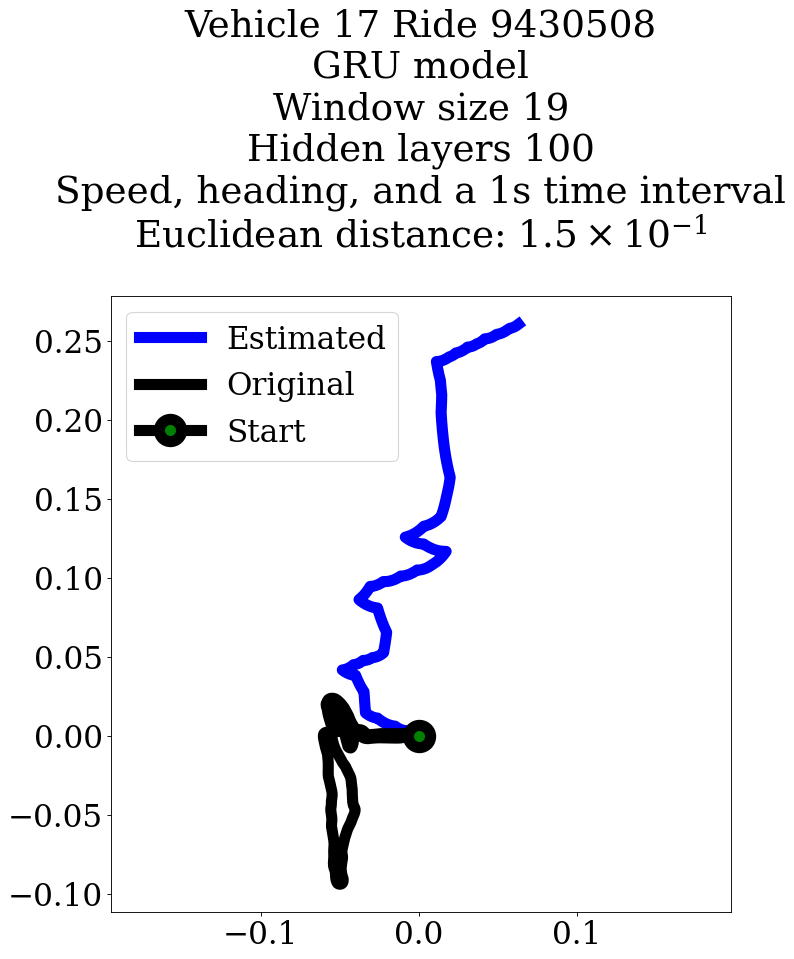 Vehicle 17 Ride 9430508
GRU model
Window size 19
Hidden layers 100
Speed, heading, and a 1s time interval
Euclidean distance: 1.5 × 10⁻¹
Estimated
Original
Start
0.25
0.20
0.15
0.10
0.05
0.00
−0.05
−0.10
−0.1 0.0 0.1